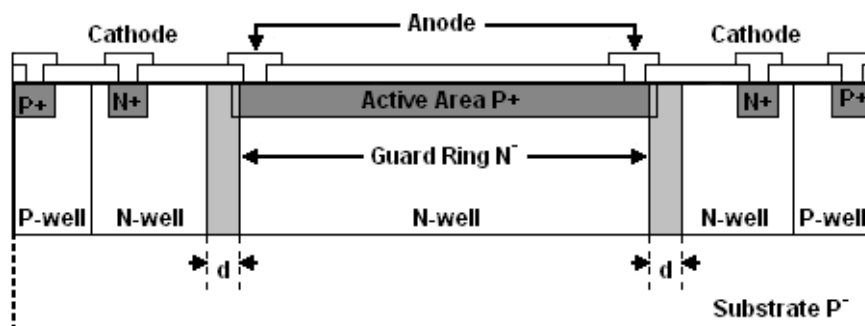 Cathode Anode Cathode
P+ N+ Active Area P+ N+ P+
Guard Ring N⁻
P-well N-well N-well N-well P-well
d d
Substrate P⁻